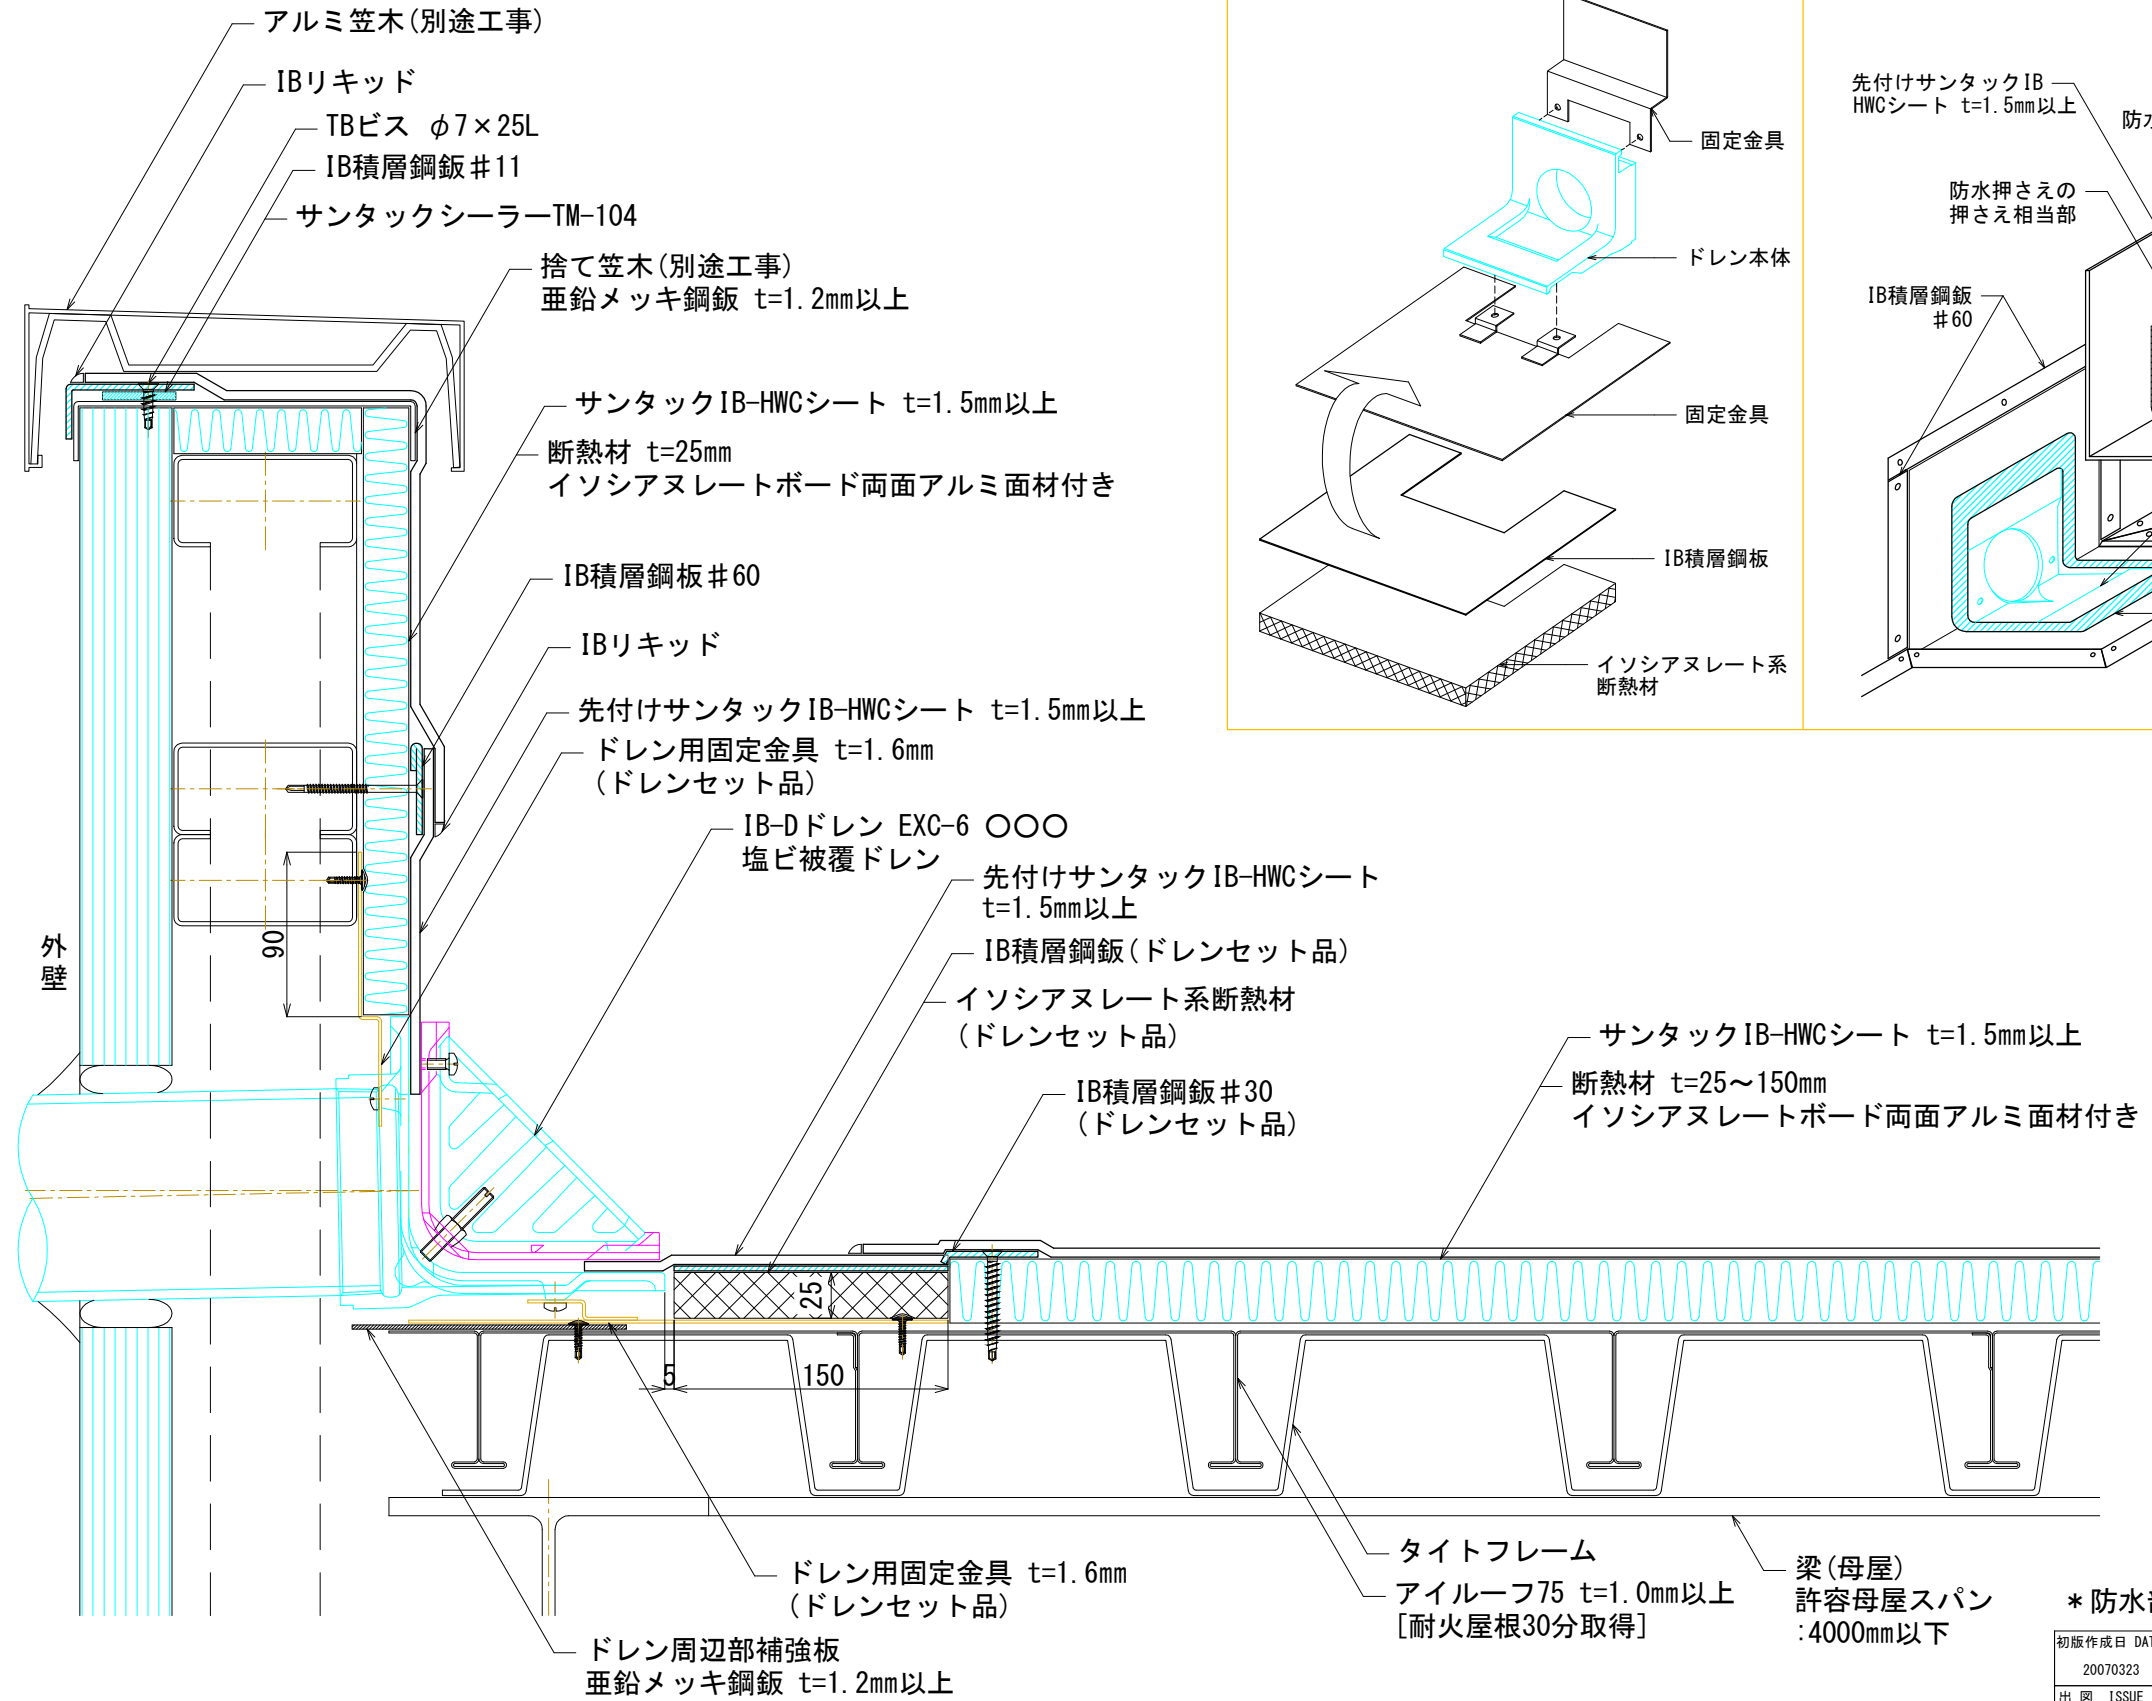 アルミ笠木(別途工事)
IBリキッド
TBビス φ7×25L
IB積層鋼鈑♯11
サンタックシーラーTM-104
捨て笠木(別途工事)
亜鉛メッキ鋼鈑 t=1.2mm以上
サンタックIB-HWCシート t=1.5mm以上
断熱材 t=25mm
イソシアヌレートボード両面アルミ面材付き
IB積層鋼板♯60
IBリキッド
先付けサンタックIB-HWCシート t=1.5mm以上
ドレン用固定金具 t=1.6mm
(ドレンセット品)
IB-Dドレン EXC-6 〇〇〇
塩ビ被覆ドレン
先付けサンタックIB-HWCシート
t=1.5mm以上
IB積層鋼鈑(ドレンセット品)
イソシアヌレート系断熱材
(ドレンセット品)
IB積層鋼鈑♯30
(ドレンセット品)
サンタックIB-HWCシート t=1.5mm以上
断熱材 t=25～150mm
イソシアヌレートボード両面アルミ面材付き
外壁
90
25
5
150
タイトフレーム
アイルーフ75 t=1.0mm以上
[耐火屋根30分取得]
梁(母屋)
許容母屋スパン
:4000mm以下
ドレン用固定金具 t=1.6mm
(ドレンセット品)
ドレン周辺部補強板
亜鉛メッキ鋼鈑 t=1.2mm以上
固定金具
ドレン本体
固定金具
IB積層鋼板
イソシアヌレート系
断熱材
先付けサンタックIB
HWCシート t=1.5mm以上
防水押さえの
押さえ相当部
IB積層鋼鈑
♯60
防水
＊防水
初版作成日 DAT
20070323
出 図 ISSUE